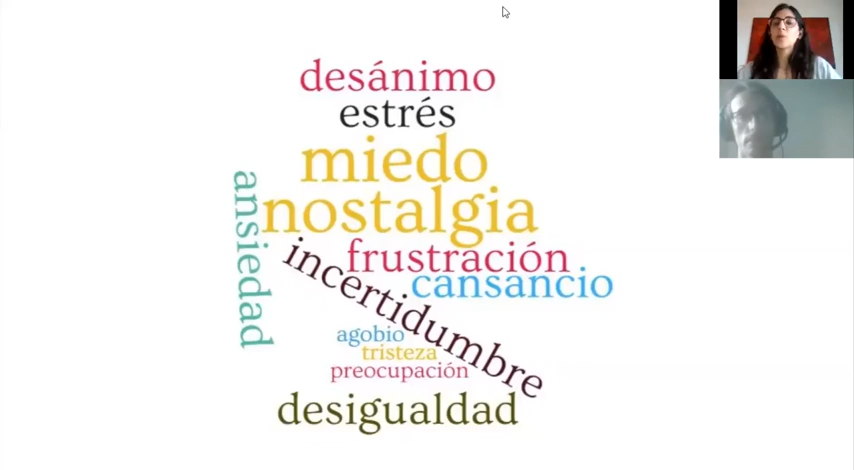 desánimo
estrés
miedo
ansiedad
nostalgia
incertidumbre
frustración
cansancio
agobio
tristeza
preocupación
desigualdad